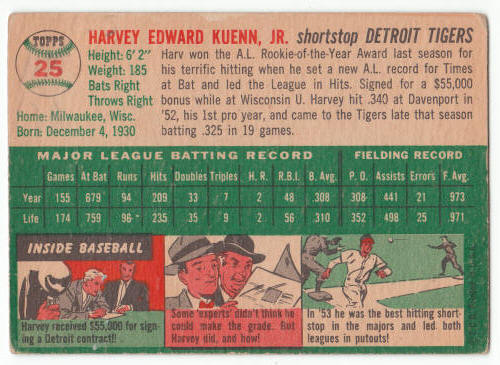 TOPPS
25
HARVEY EDWARD KUENN, JR. shortstop DETROIT TIGERS
Height: 6' 2"
Weight: 185
Bats Right
Throws Right
Home: Milwaukee, Wisc.
Born: December 4, 1930
Harv won the A.L. Rookie-of-the-Year Award last season for
his terrific hitting when he set a new A.L. record for Times
at Bat and led the League in Hits. Signed for a $55,000
bonus while at Wisconsin U. Harvey hit .340 at Davenport in
'52, his 1st pro year, and came to the Tigers late that season
batting .325 in 19 games.
MAJOR LEAGUE BATTING RECORD FIELDING RECORD
Games At Bat Runs Hits Doubles Triples H. R. R.B.I. B. Avg. P.O. Assists Errors F. Avg.
Year 155 679 94 209 33 7 2 48 .308 308 441 21 .973
Life 174 759 96 235 35 9 2 56 .310 352 498 25 .971
INSIDE BASEBALL
Harvey received $55,000 for sign-
ing a Detroit contract!!
Some 'experts' didn't think he
could make the grade. But
Harvey did, and how!
In '53 he was the best hitting short-
stop in the majors and led both
leagues in putouts!